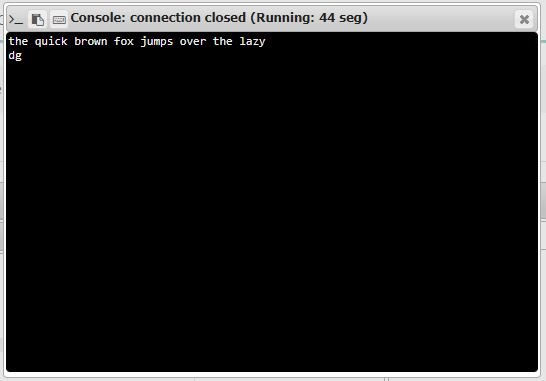 Console: connection closed (Running: 44 seg)
the quick brown fox jumps over the lazy
dg